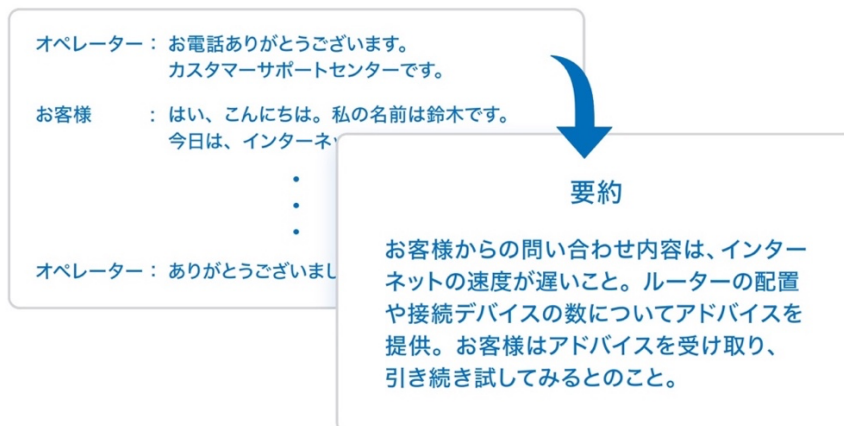 オペレーター： お電話ありがとうございます。
カスタマーサポートセンターです。
お客様 ： はい、こんにちは。私の名前は鈴木です。
今日は、インターネ
・
・
・
オペレーター： ありがとうございまし
要約
お客様からの問い合わせ内容は、インター
ネットの速度が遅いこと。ルーターの配置
や接続デバイスの数についてアドバイスを
提供。お客様はアドバイスを受け取り、
引き続き試してみるとのこと。